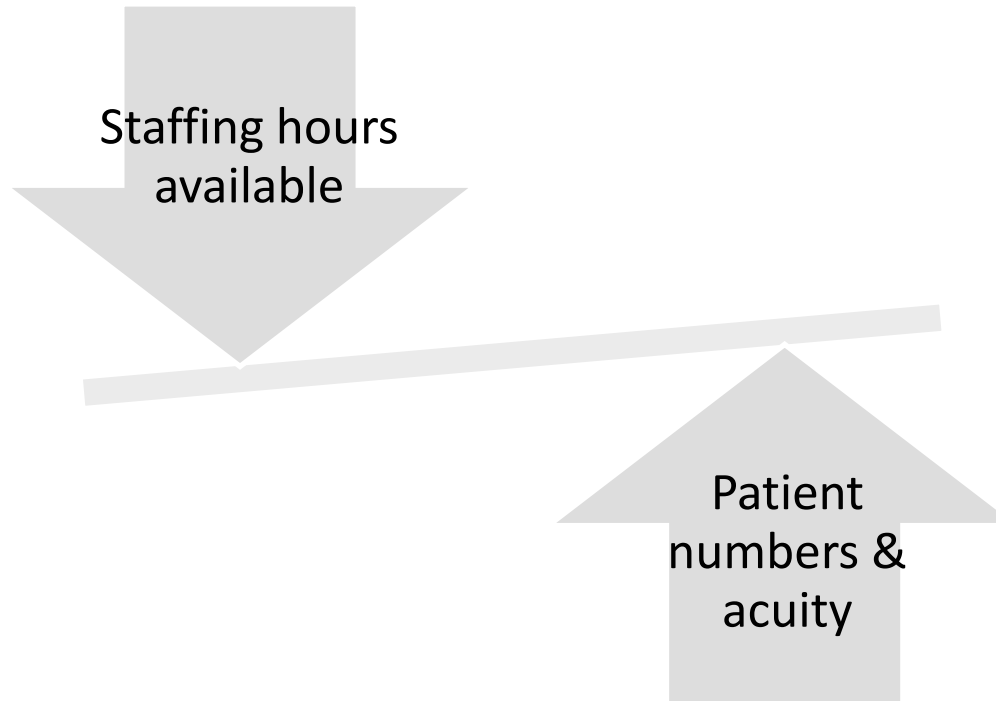 Staffing hours
available
Patient
numbers &
acuity